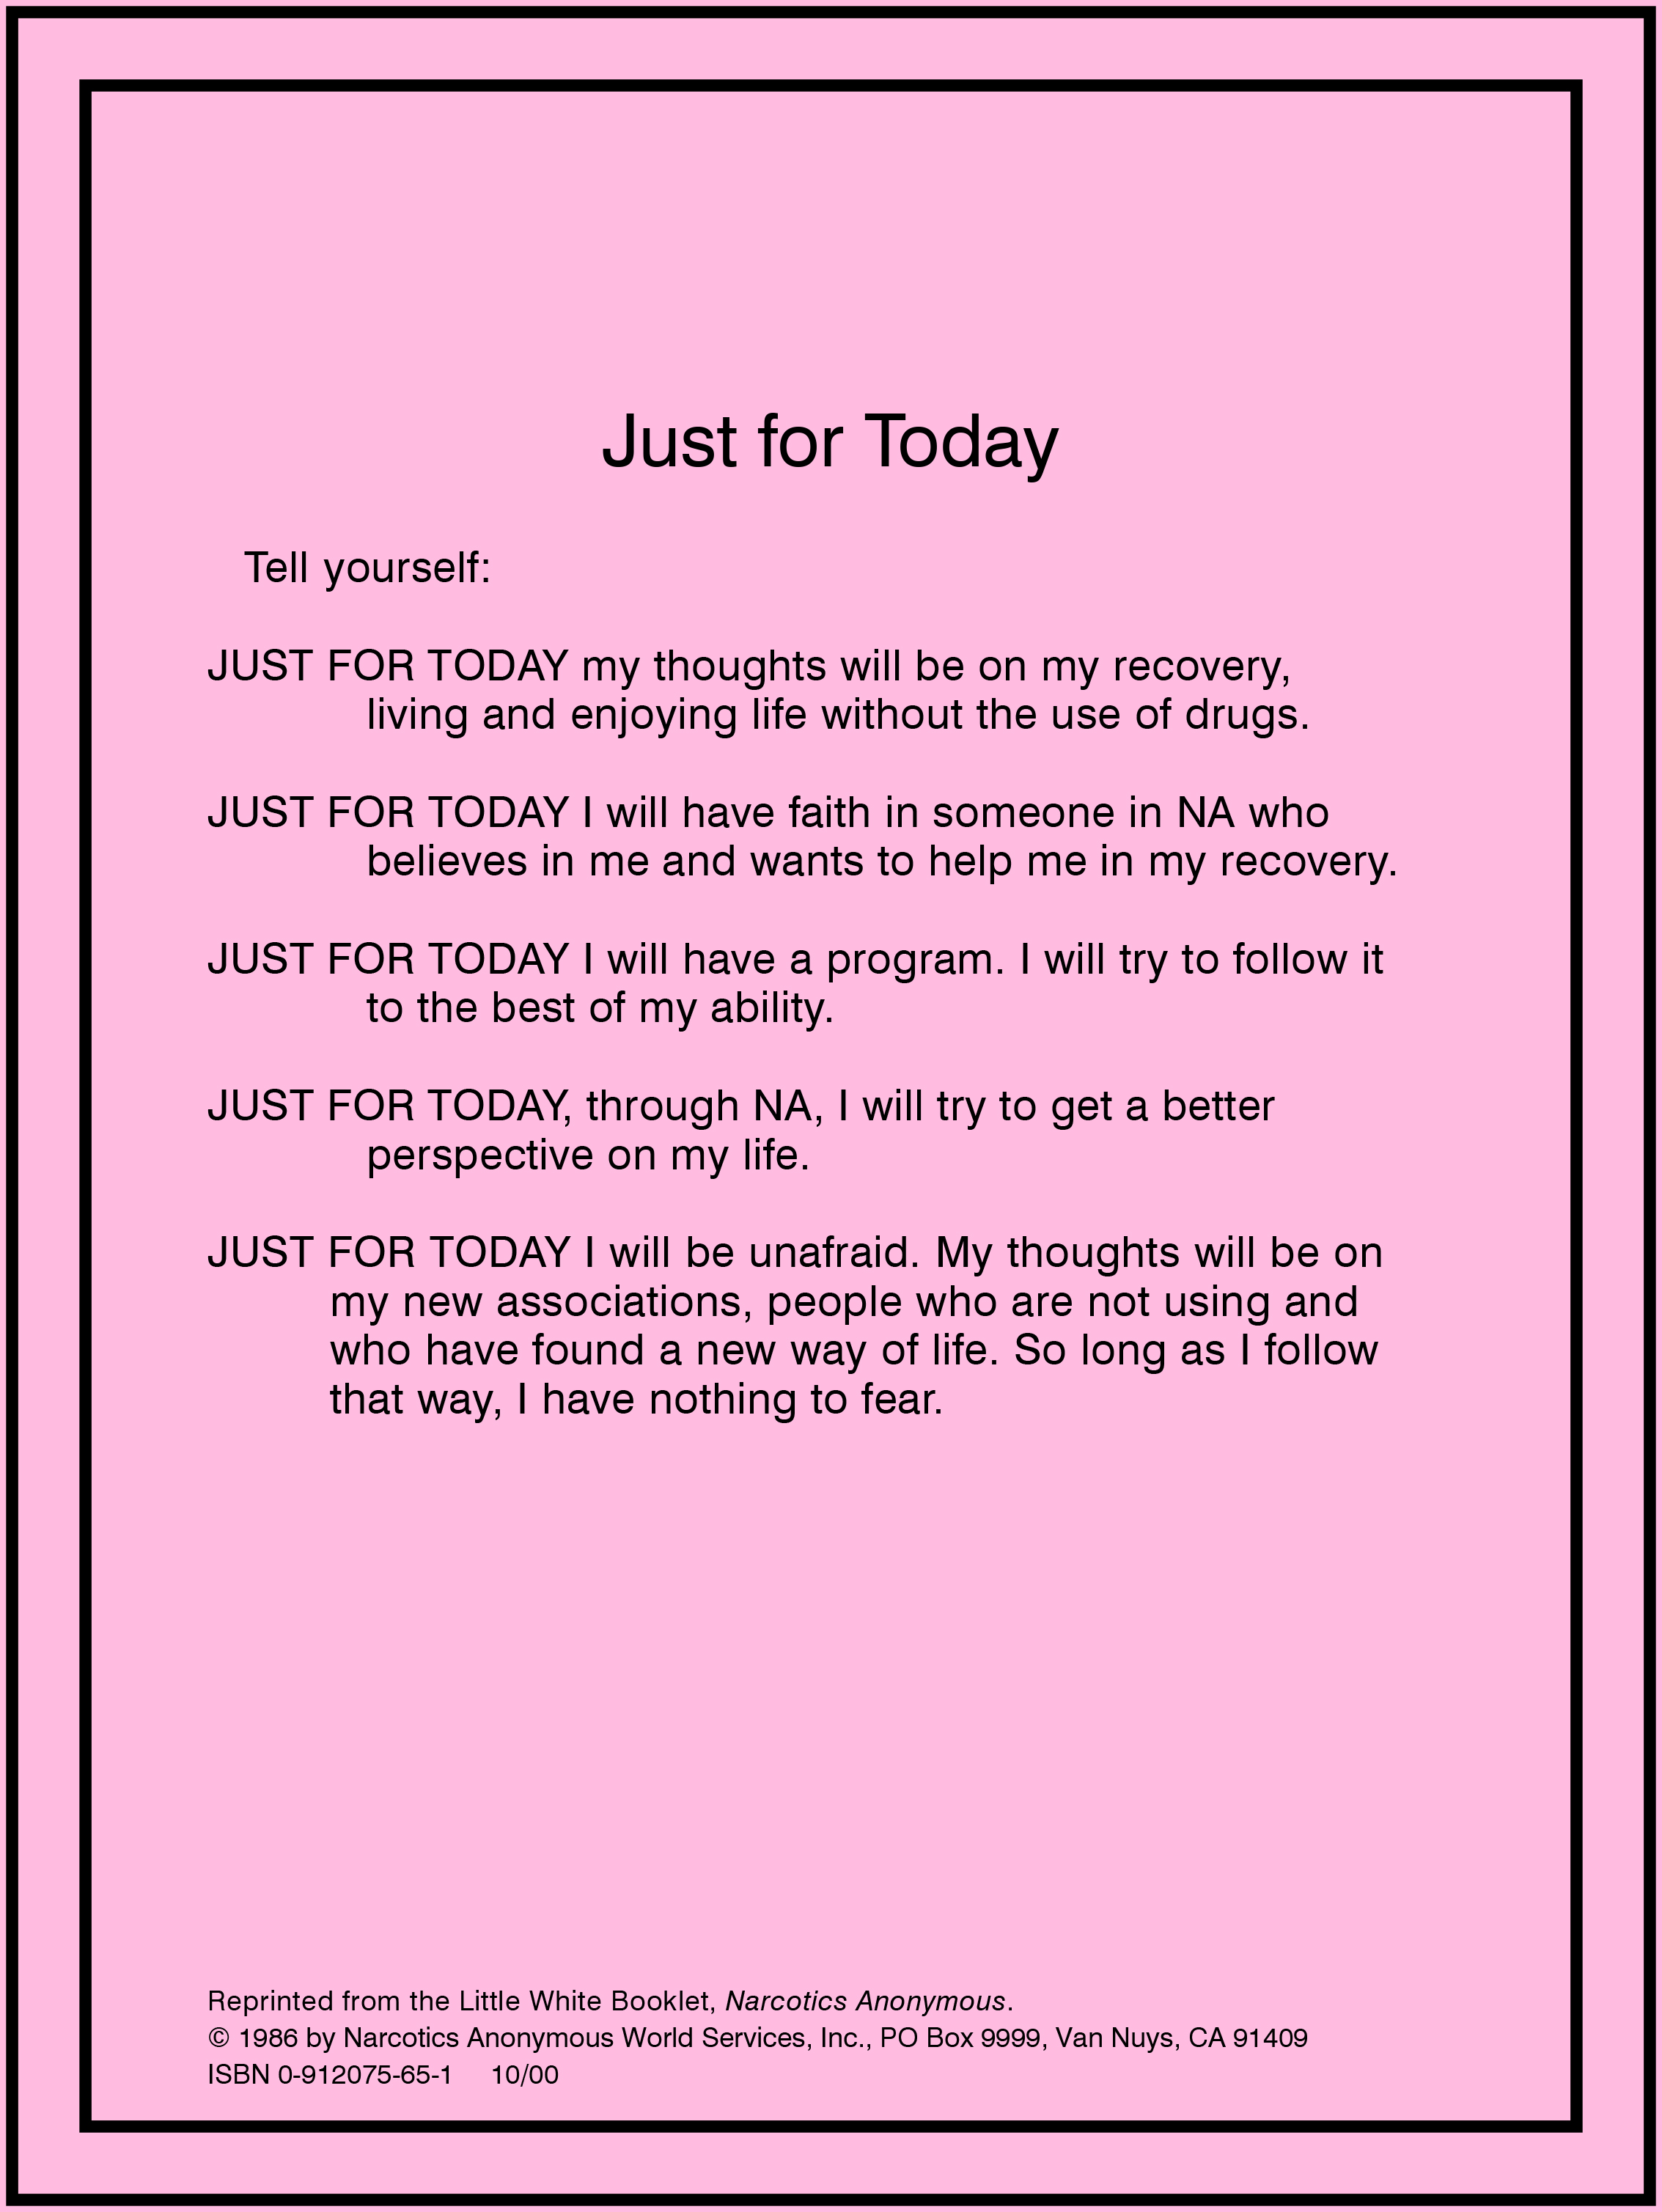 Just for Today
Tell yourself:
JUST FOR TODAY my thoughts will be on my recovery,
living and enjoying life without the use of drugs.
JUST FOR TODAY I will have faith in someone in NA who
believes in me and wants to help me in my recovery.
JUST FOR TODAY I will have a program. I will try to follow it
to the best of my ability.
JUST FOR TODAY, through NA, I will try to get a better
perspective on my life.
JUST FOR TODAY I will be unafraid. My thoughts will be on
my new associations, people who are not using and
who have found a new way of life. So long as I follow
that way, I have nothing to fear.
Reprinted from the Little White Booklet, Narcotics Anonymous.
© 1986 by Narcotics Anonymous World Services, Inc., PO Box 9999, Van Nuys, CA 91409
ISBN 0-912075-65-1 10/00